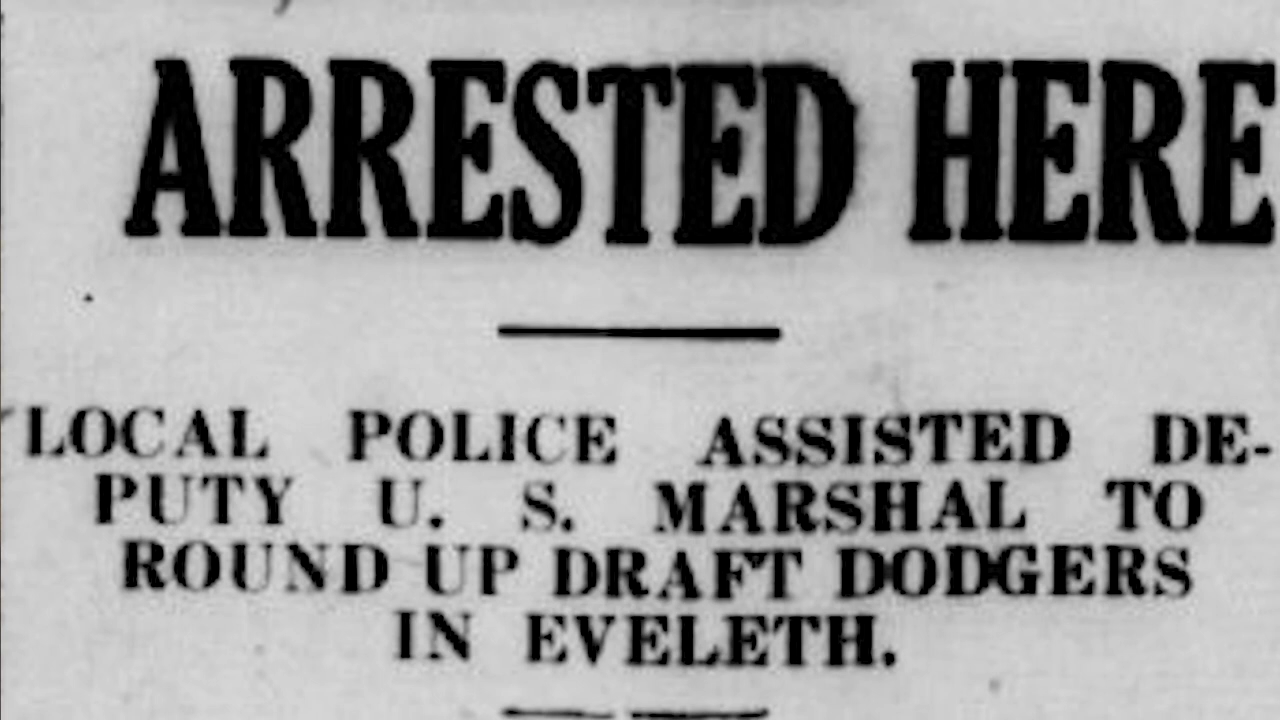 ARRESTED HERE
LOCAL POLICE ASSISTED DE-
PUTY U. S. MARSHAL TO
ROUND UP DRAFT DODGERS
IN EVELETH.